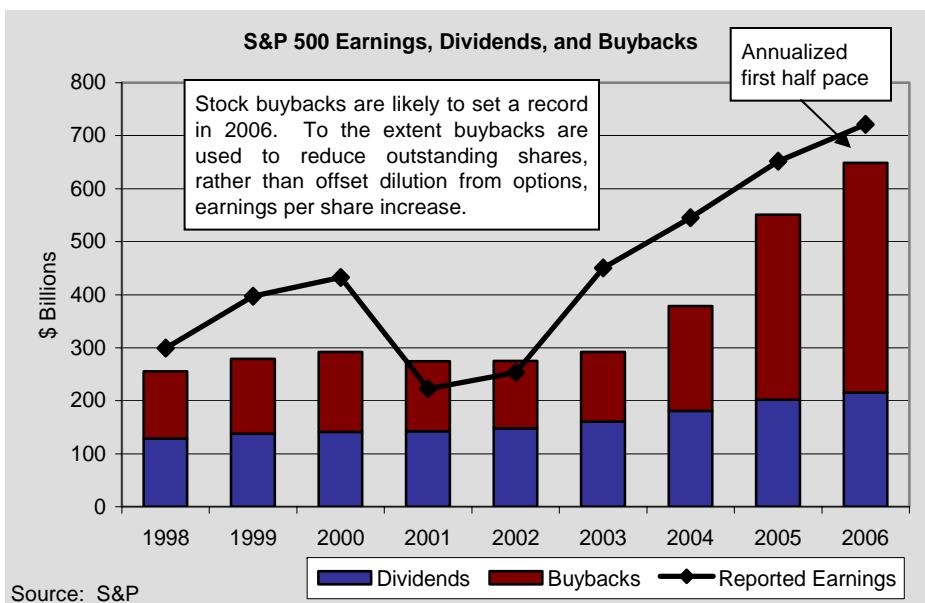 S&P 500 Earnings, Dividends, and Buybacks
Annualized
first half pace
Stock buybacks are likely to set a record
in 2006. To the extent buybacks are
used to reduce outstanding shares,
rather than offset dilution from options,
earnings per share increase.
$ Billions
800
700
600
500
400
300
200
100
0
1998 1999 2000 2001 2002 2003 2004 2005 2006
Dividends Buybacks Reported Earnings
Source: S&P